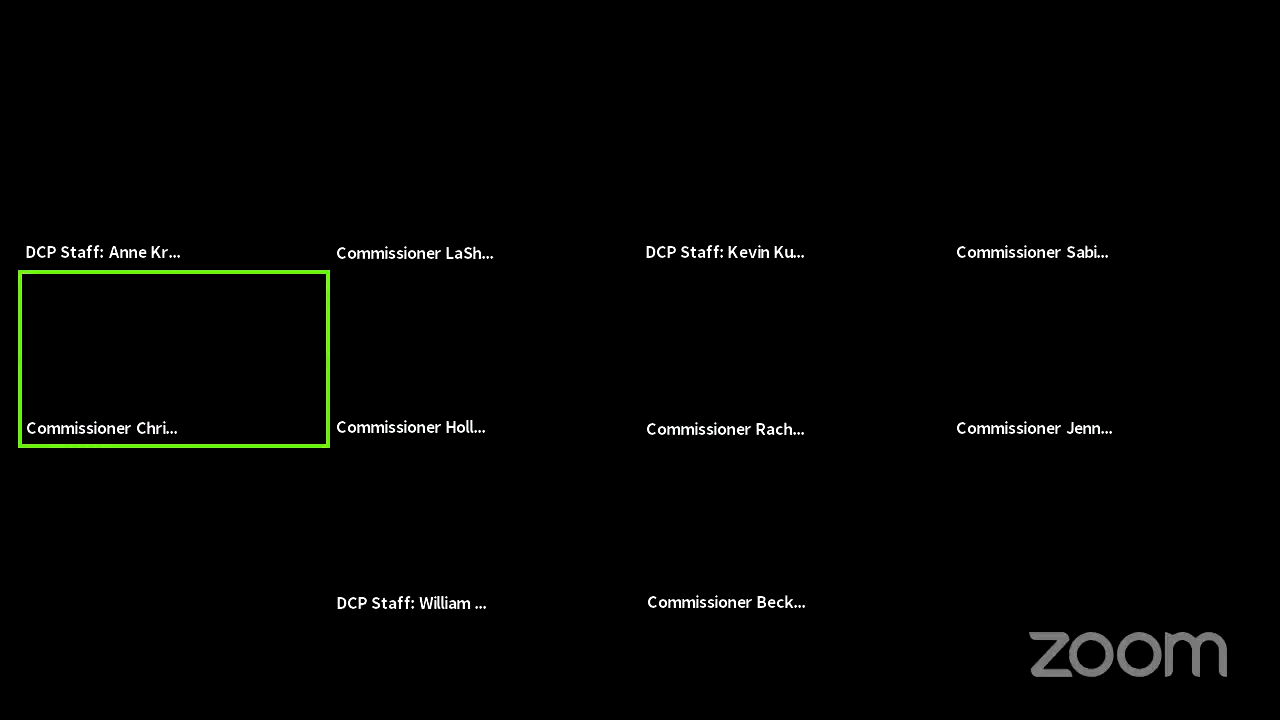 DCP Staff: Anne Kr...
Commissioner LaSh...
DCP Staff: Kevin Ku...
Commissioner Sabi...
Commissioner Chri...
Commissioner Holl...
Commissioner Rach...
Commissioner Jenn...
DCP Staff: William ...
Commissioner Beck...
zoom